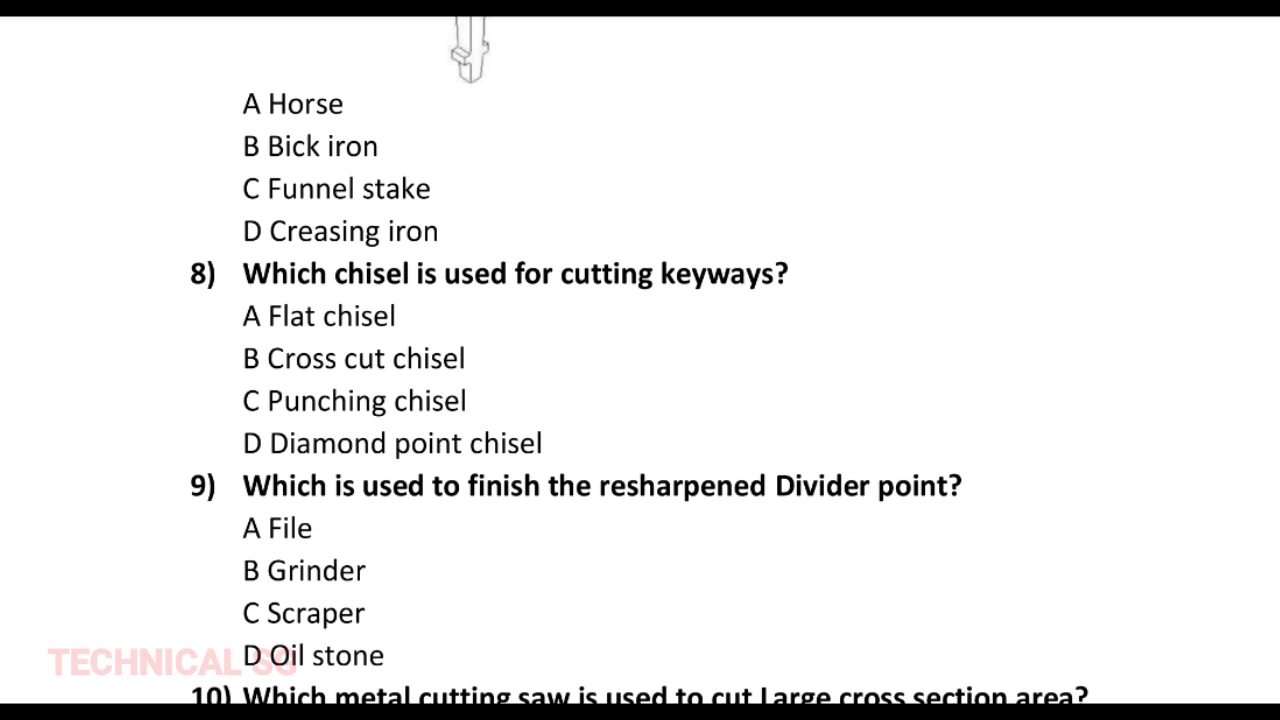 A Horse
B Bick iron
C Funnel stake
D Creasing iron
8) Which chisel is used for cutting keyways?
A Flat chisel
B Cross cut chisel
C Punching chisel
D Diamond point chisel
9) Which is used to finish the resharpened Divider point?
A File
B Grinder
C Scraper
D Oil stone
TECHNICAL SG
10) Which metal cutting saw is used to cut Large cross section area?